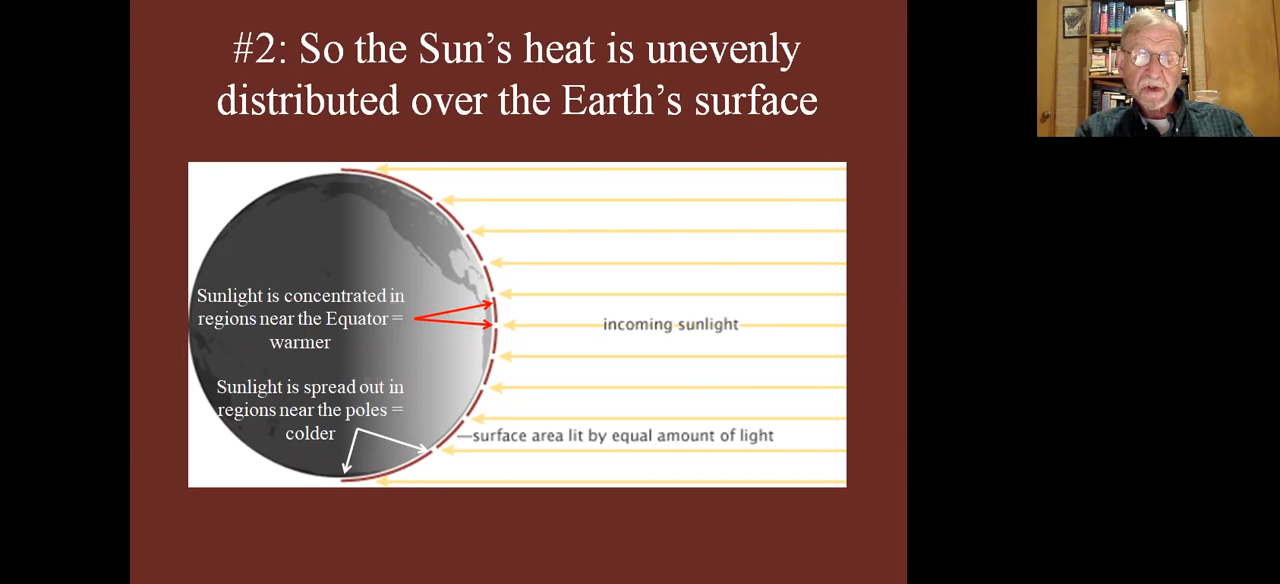 #2: So the Sun’s heat is unevenly
distributed over the Earth’s surface
Sunlight is concentrated in
regions near the Equator =
warmer
incoming sunlight
Sunlight is spread out in
regions near the poles =
colder
surface area lit by equal amount of light